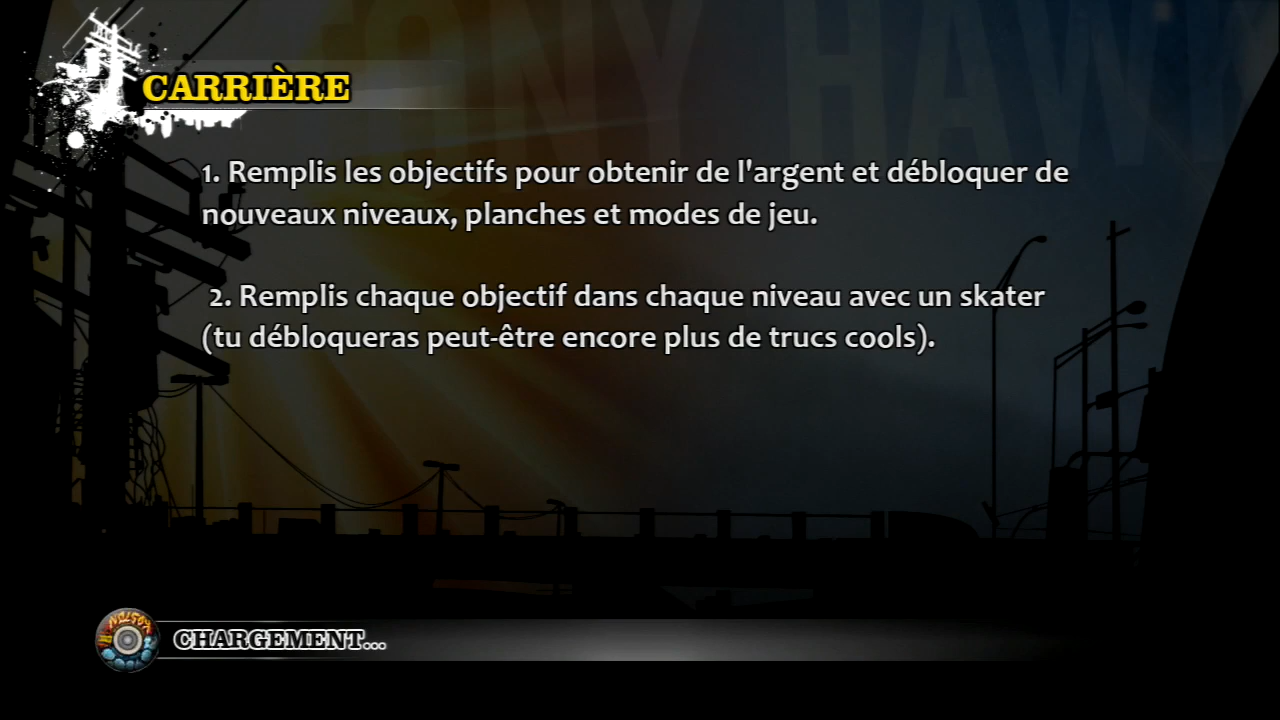 TONY HAWK
CARRIÈRE
1. Remplis les objectifs pour obtenir de l'argent et débloquer de
nouveaux niveaux, planches et modes de jeu.
2. Remplis chaque objectif dans chaque niveau avec un skater
(tu débloqueras peut-être encore plus de trucs cools).
CHARGEMENT...